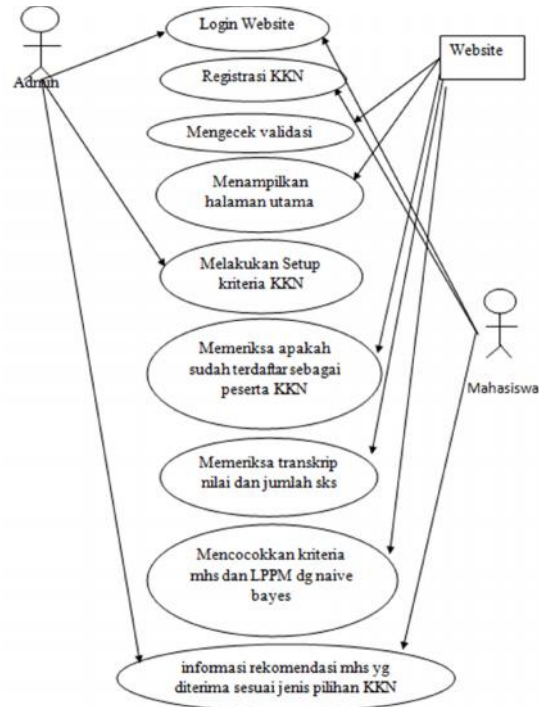 Login Website
Website
Admin
Registrasi KKN
Mengecek validasi
Menampilkan
halaman utama
Melakukan Setup
kriteria KKN
Memeriksa apakah
sudah terdaftar sebagai
peserta KKN
Mahasiswa
Memeriksa transkrip
nilai dan jumlah sks
Mencocokkan kriteria
mhs dan LPPM dg naive
bayes
informasi rekomendasi mhs yg
diterima sesuai jenis pilihan KKN